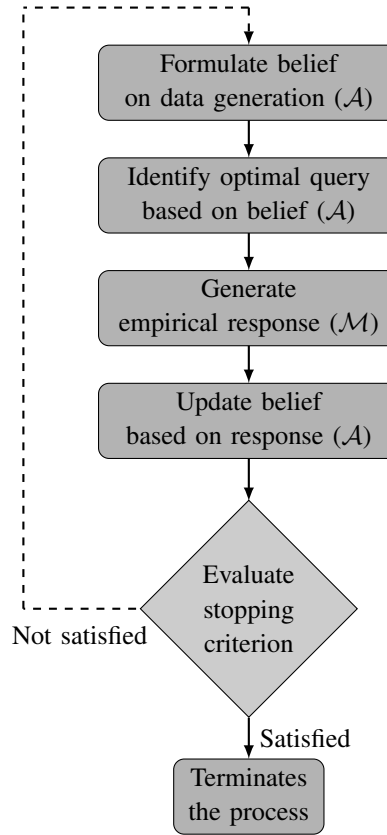 Formulate belief
on data generation (𝒜)
Identify optimal query
based on belief (𝒜)
Generate
empirical response (ℳ)
Update belief
based on response (𝒜)
Evaluate
stopping
criterion
Not satisfied
Satisfied
Terminates
the process